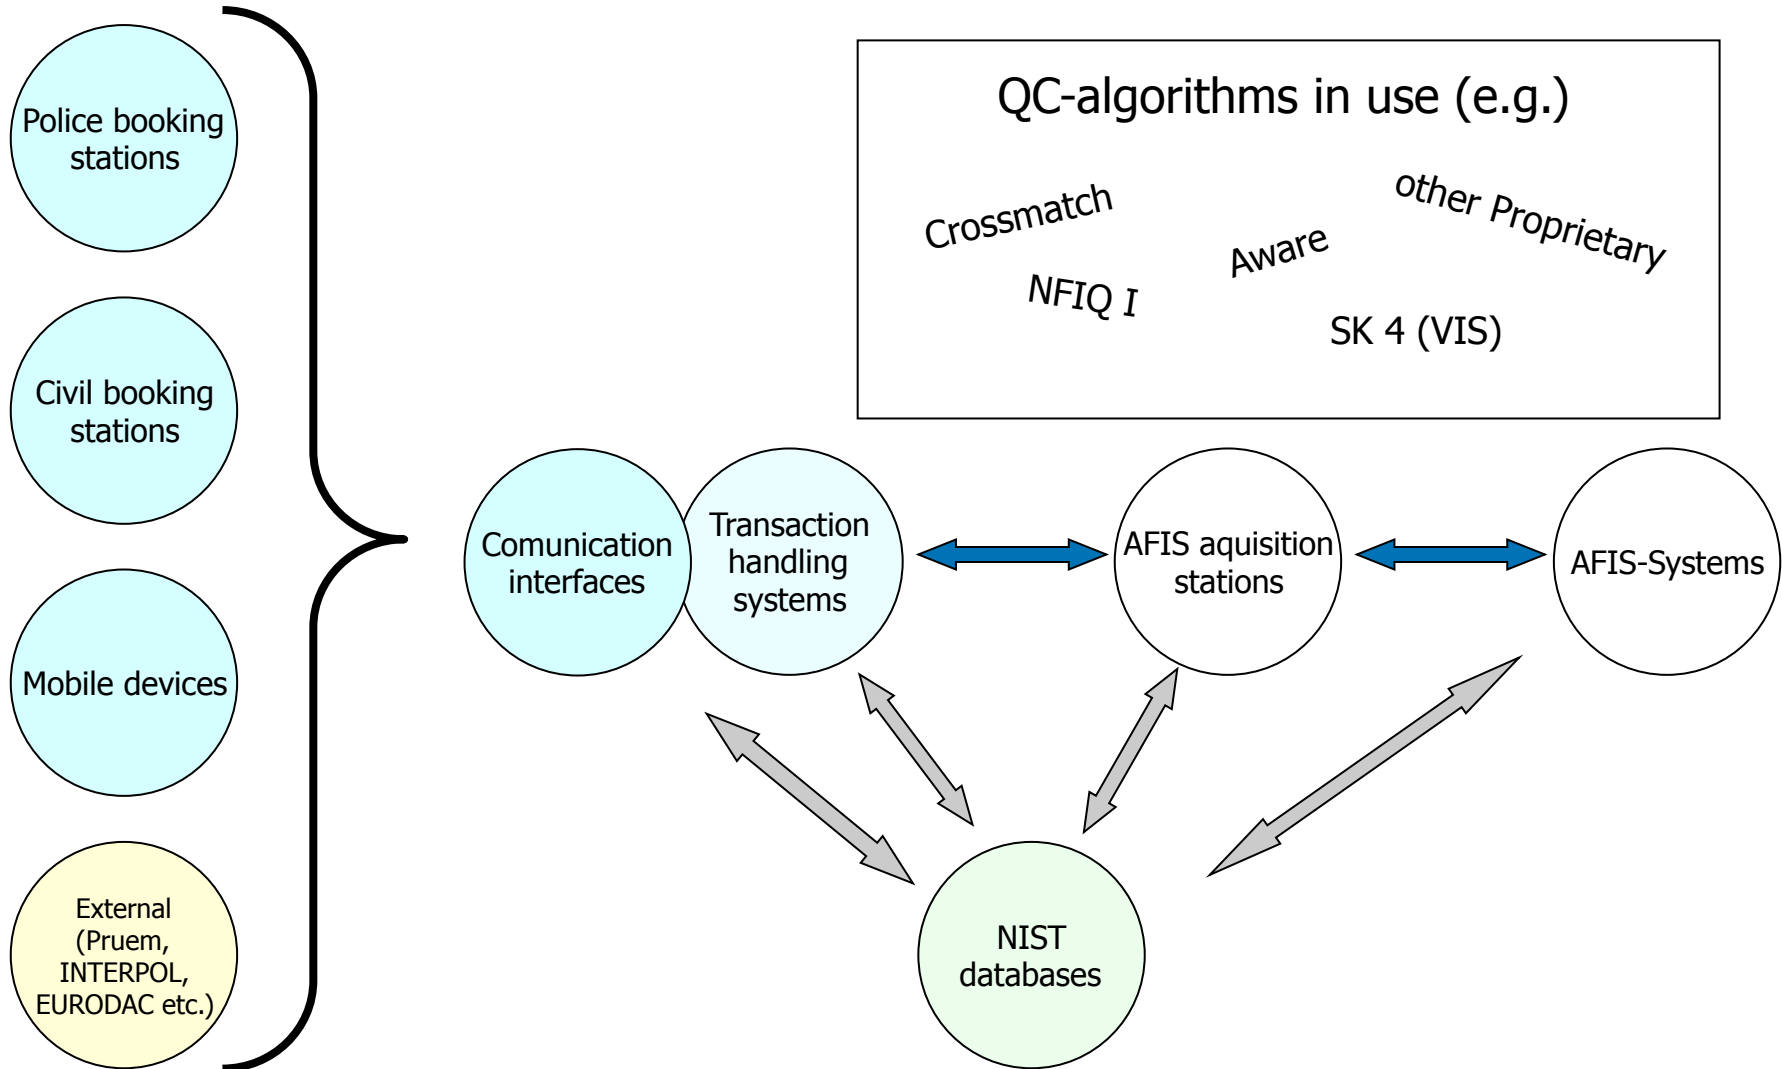 Police booking
stations
Civil booking
stations
Mobile devices
External
(Pruem,
INTERPOL,
EURODAC etc.)
QC-algorithms in use (e.g.)
Crossmatch
other Proprietary
Aware
NFIQ I
SK 4 (VIS)
Comunication
interfaces
Transaction
handling
systems
AFIS aquisition
stations
AFIS-Systems
NIST
databases